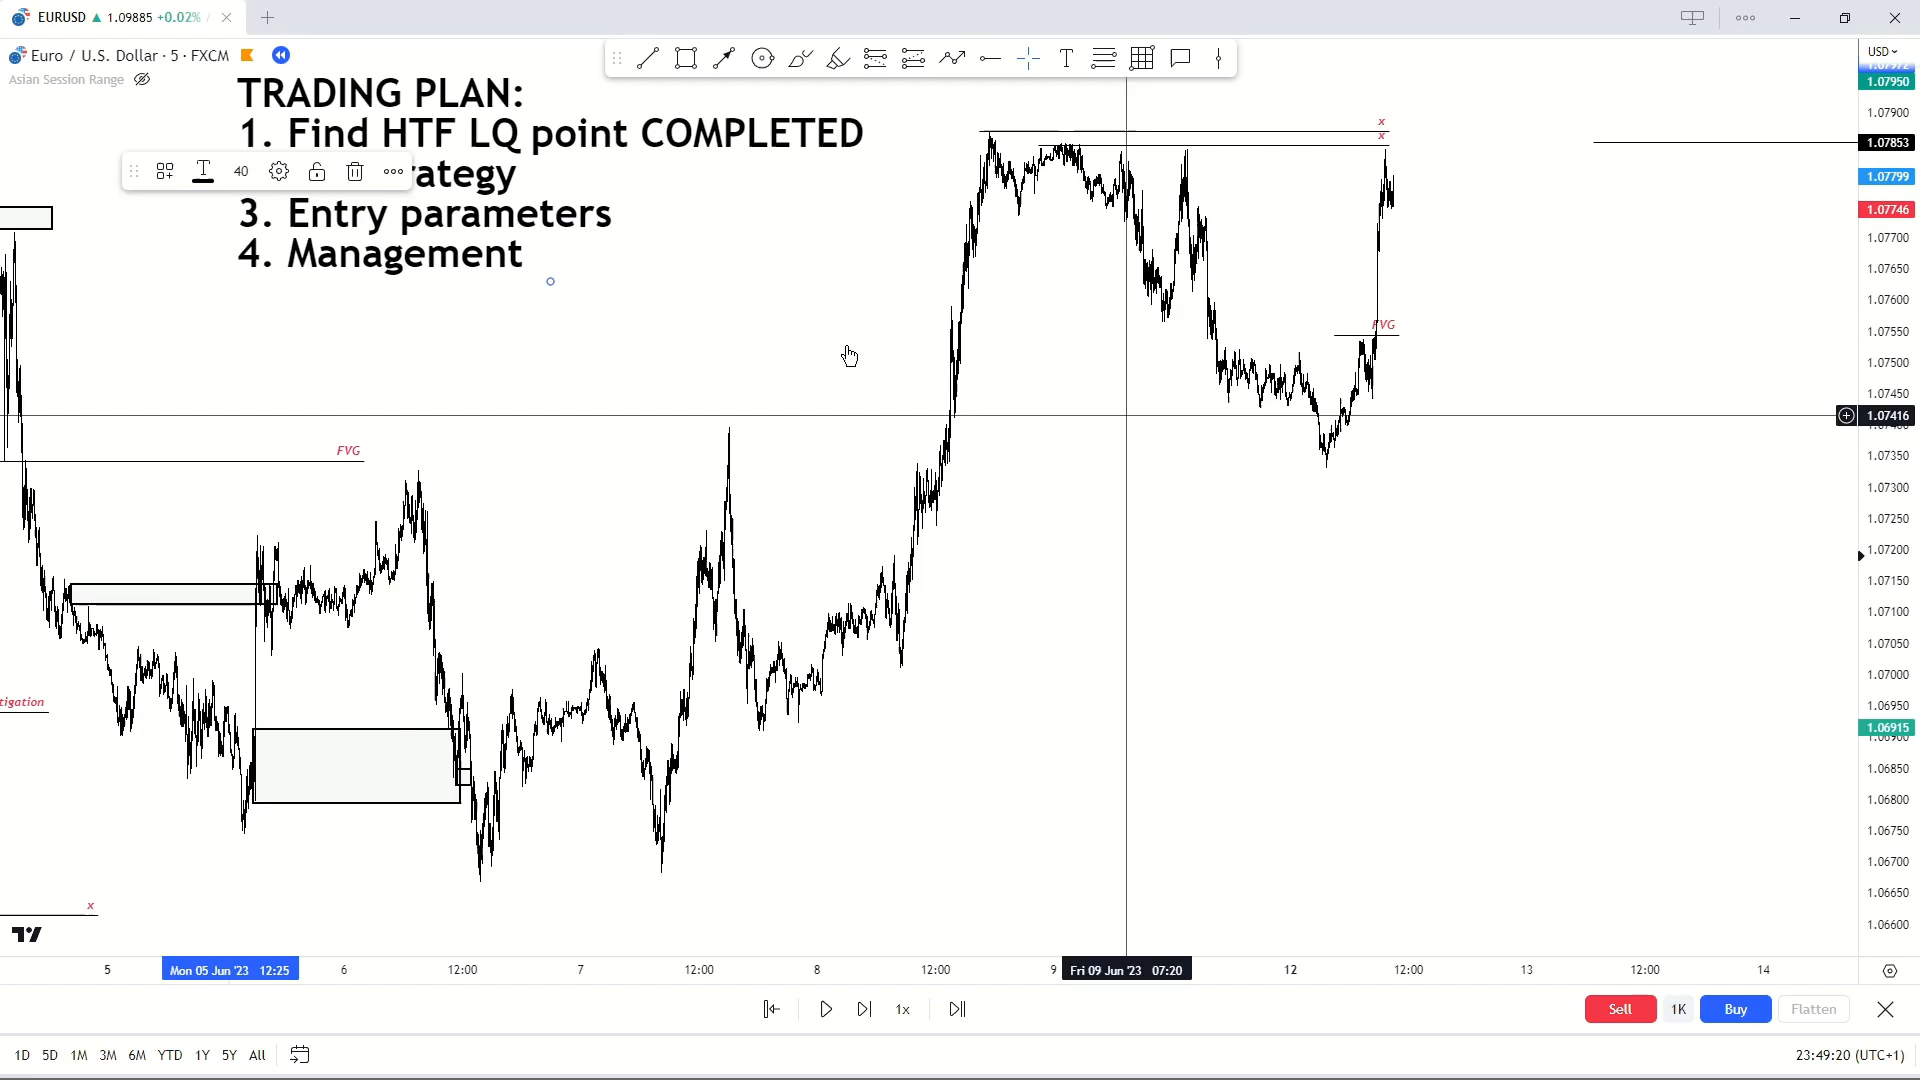 EURUSD 1.09885 +0.02% /
Euro / U.S. Dollar · 5 · FXCM
Asian Session Range
TRADING PLAN:
1. Find HTF LQ point COMPLETED
rategy
3. Entry parameters
4. Management
40
USD
1.07950
1.07900
1.07853
1.07799
1.07746
1.07700
1.07650
1.07600
1.07550
1.07500
1.07450
1.07416
1.07350
1.07300
1.07250
1.07200
1.07150
1.07100
1.07050
1.07000
1.06950
1.06915
1.06850
1.06800
1.06750
1.06700
1.06650
1.06600
x
x
FVG
FVG
tigation
x
5 Mon 05 Jun '23 12:25 6 12:00 7 12:00 8 12:00 9 Fri 09 Jun '23 07:20 12 12:00 13 12:00 14
1x
Sell 1K Buy Flatten
1D 5D 1M 3M 6M YTD 1Y 5Y All
23:49:20 (UTC+1)